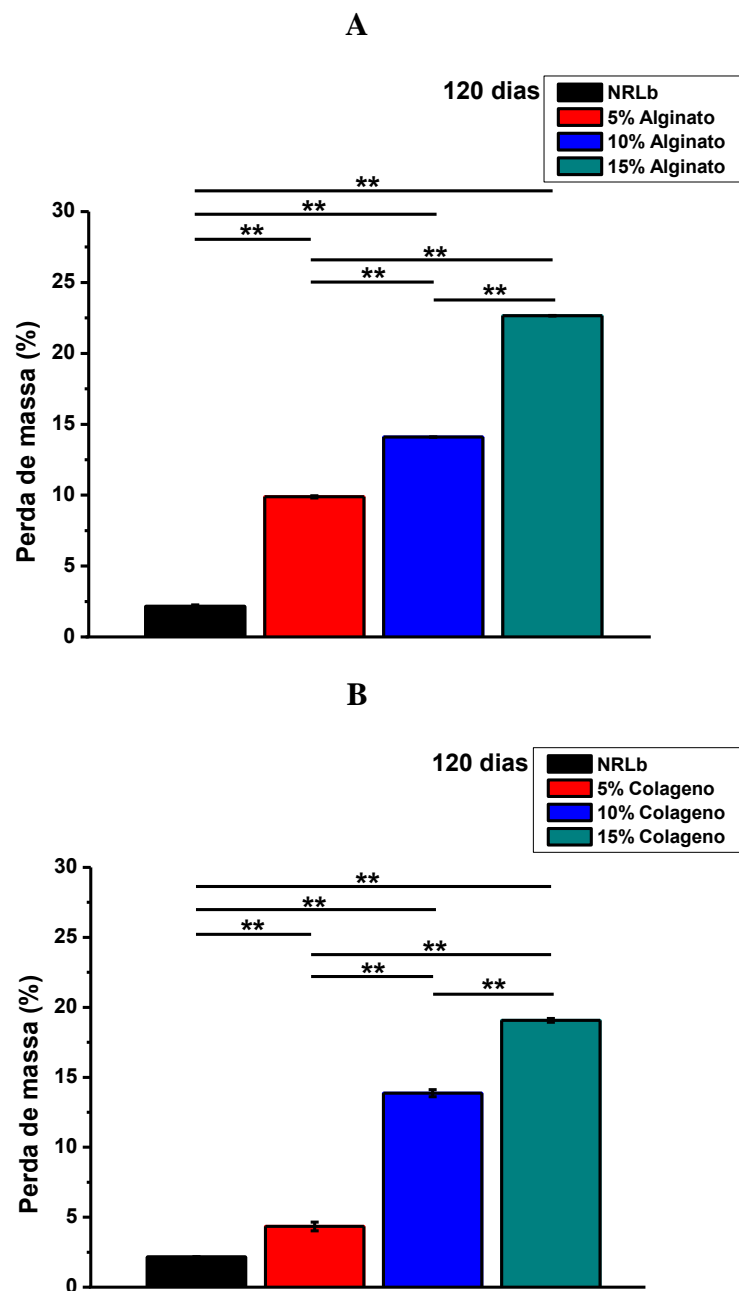 A
120 dias
NRLb
5% Alginato
10% Alginato
15% Alginato
**
**
**
**
**
**
30
25
20
15
10
5
0
Perda de massa (%)
B
120 dias
NRLb
5% Colageno
10% Colageno
15% Colageno
**
**
**
**
**
**
30
25
20
15
10
5
0
Perda de massa (%)